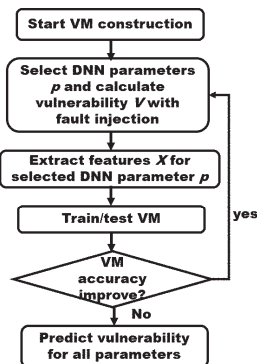 Start VM construction
Select DNN parameters
p and calculate
vulnerability V with
fault injection
Extract features X for
selected DNN parameter p
Train/test VM
yes
VM
accuracy
improve?
No
Predict vulnerability
for all parameters